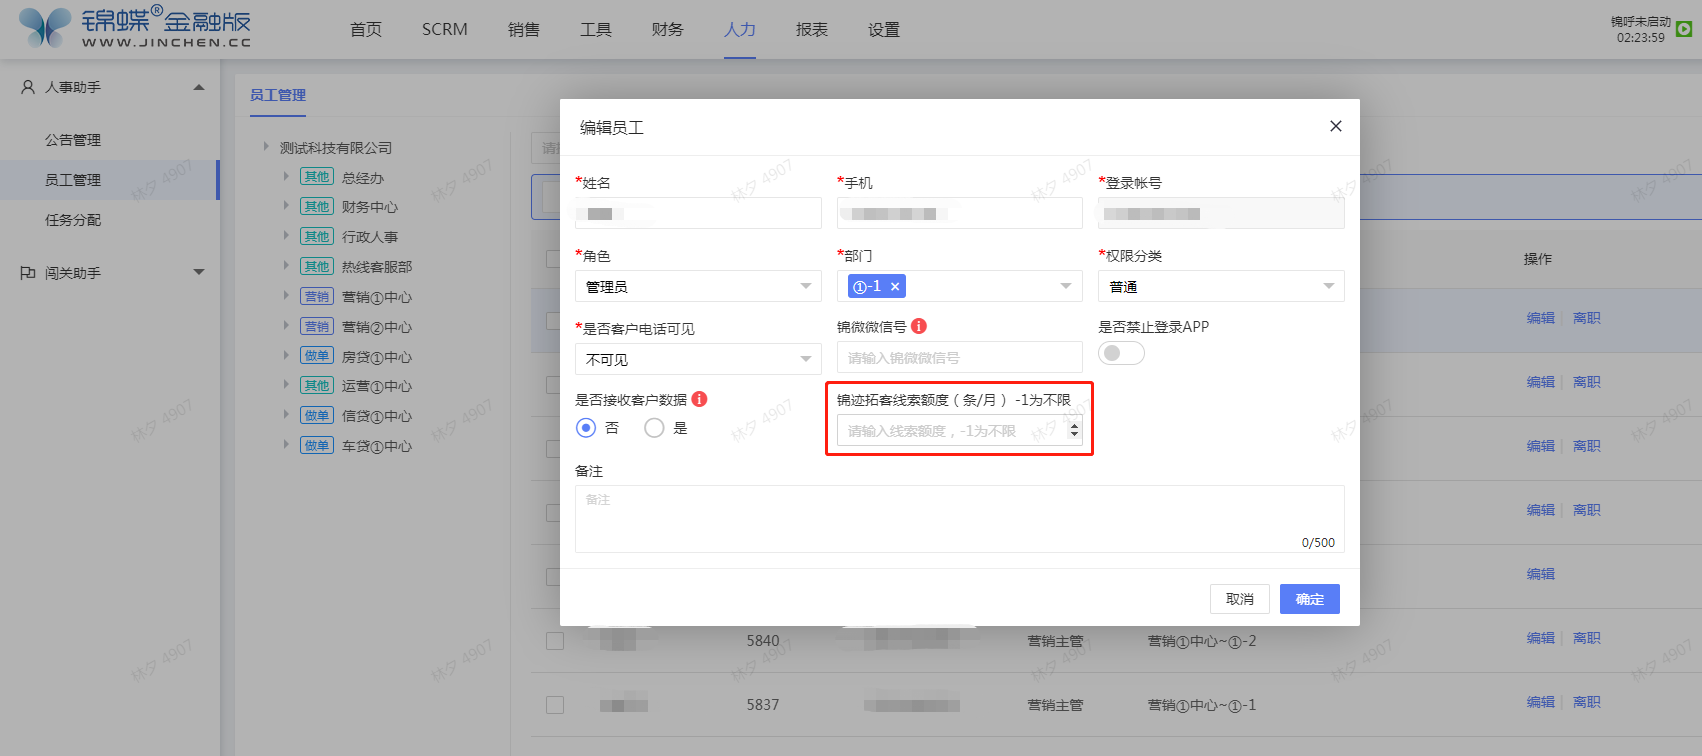 锦蝶®金融版
WWW.JINCHEN.CC
首页 SCRM 销售 工具 财务 人力 报表 设置
锦呼未启动
02:23:59
人事助手
公告管理
员工管理
任务分配
闯关助手
员工管理
测试科技有限公司
其他 总经办
其他 财务中心
其他 行政人事
其他 热线客服部
营销 营销①中心
营销 营销②中心
做单 房贷①中心
其他 运营①中心
做单 信贷①中心
做单 车贷①中心
编辑员工
*姓名 *手机 *登录帐号
*角色 *部门 *权限分类
管理员 ①-1 × 普通
*是否客户电话可见 锦微微信号 是否禁止登录APP
不可见 请输入锦微微信号
是否接收客户数据 锦迹拓客线索额度（条/月） -1为不限
否 是 请输入线索额度，-1为不限
备注
备注
0/500
取消 确定
操作
编辑 离职
编辑 离职
编辑 离职
编辑 离职
编辑
5840 营销主管 营销①中心~①-2 编辑 离职
5837 营销主管 营销①中心~①-1 编辑 离职
林夕 4907